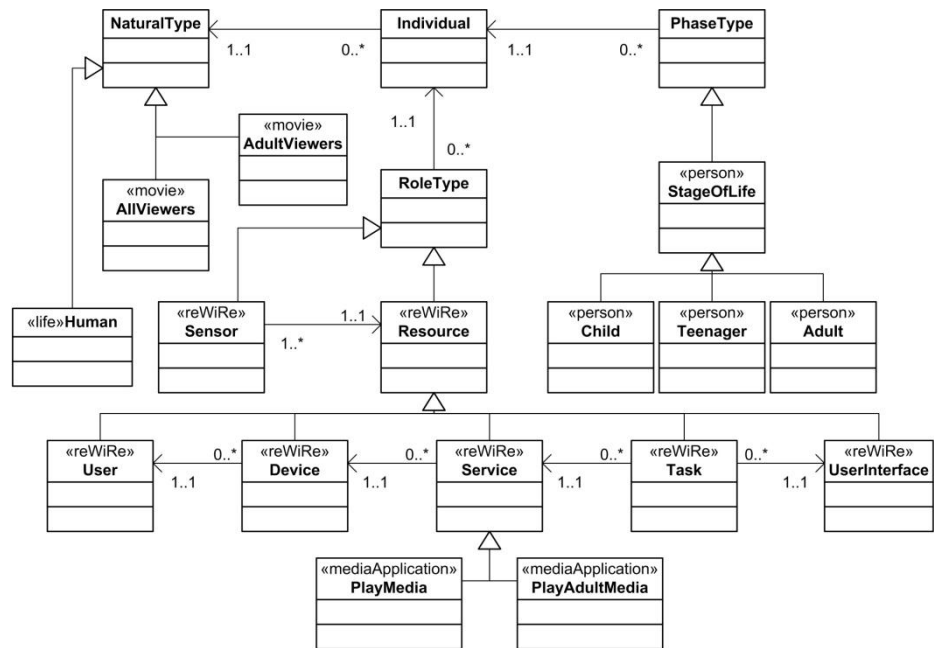 NaturalType
Individual
PhaseType
1..1
0..*
1..1
0..*
1..1
0..*
«movie»
AdultViewers
«movie»
AllViewers
RoleType
«person»
StageOfLife
«life»Human
«reWiRe»
Sensor
1..1
1..*
«reWiRe»
Resource
«person»
Child
«person»
Teenager
«person»
Adult
«reWiRe»
User
0..*
1..1
«reWiRe»
Device
0..*
1..1
«reWiRe»
Service
0..*
1..1
«reWiRe»
Task
0..*
1..1
«reWiRe»
UserInterface
«mediaApplication»
PlayMedia
«mediaApplication»
PlayAdultMedia